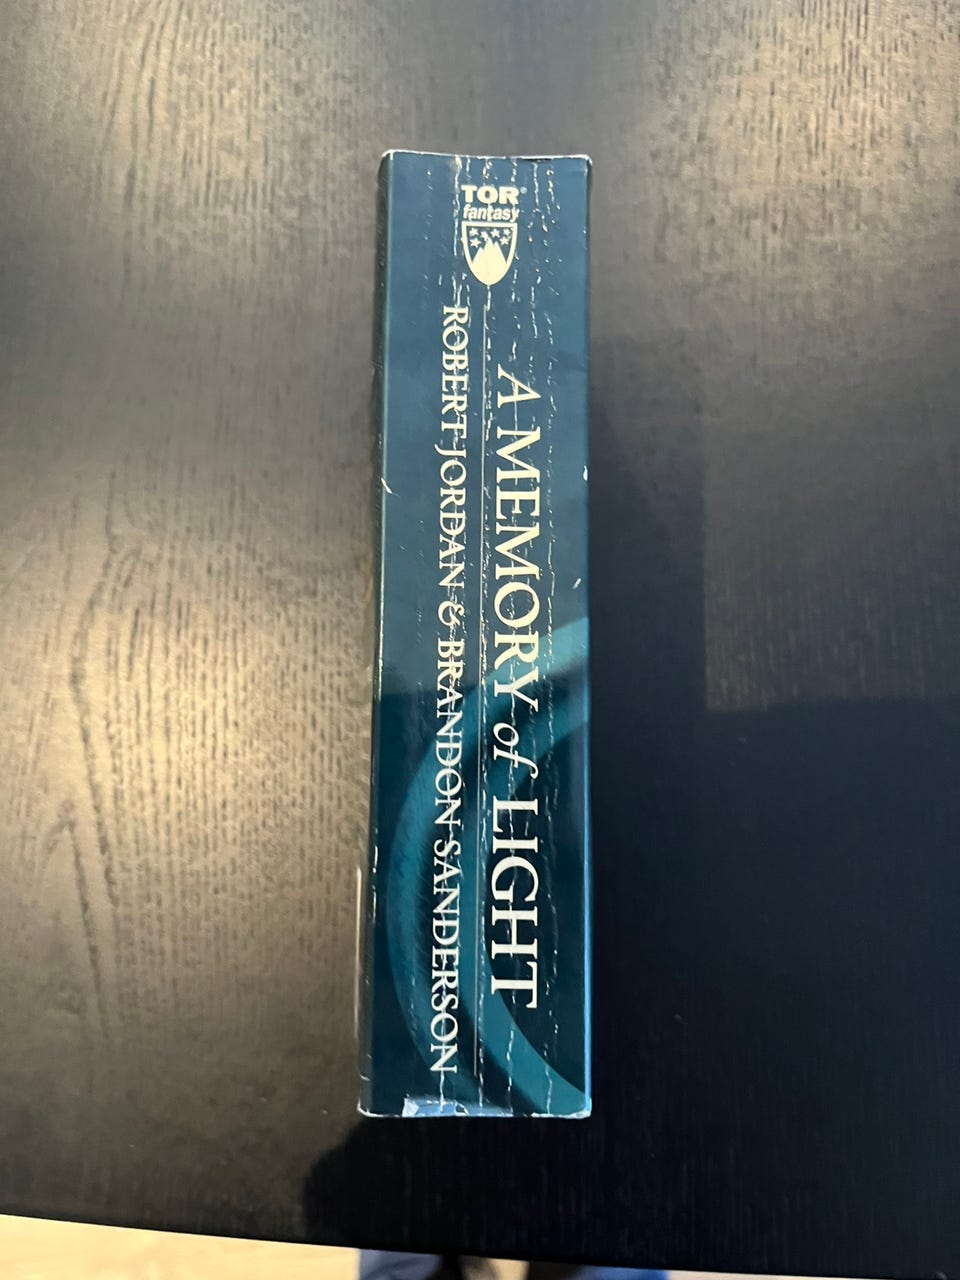 TOR®
fantasy
A MEMORY of LIGHT
ROBERT JORDAN & BRANDON SANDERSON